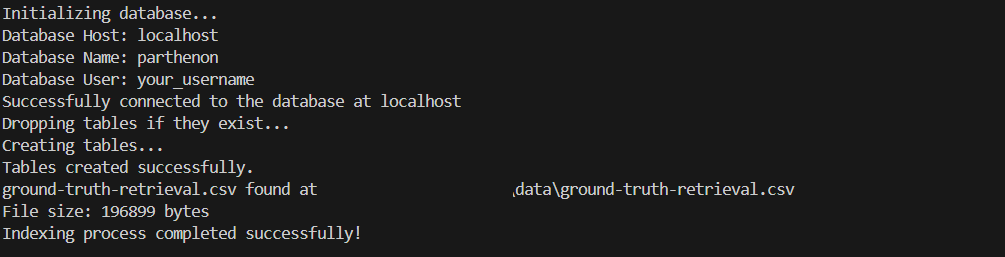 Initializing database...
Database Host: localhost
Database Name: parthenon
Database User: your_username
Successfully connected to the database at localhost
Dropping tables if they exist...
Creating tables...
Tables created successfully.
ground-truth-retrieval.csv found at \data\ground-truth-retrieval.csv
File size: 196899 bytes
Indexing process completed successfully!